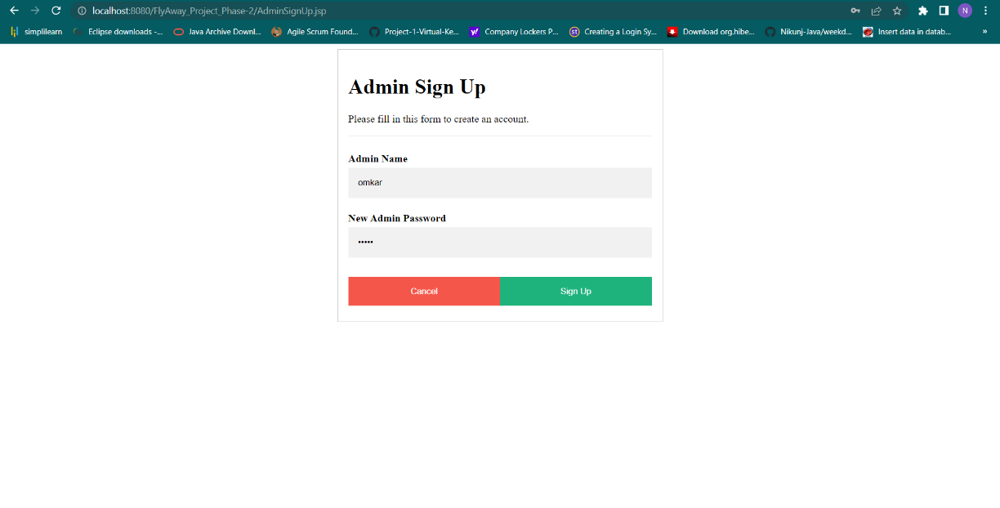 localhost:8080/FlyAway_Project_Phase-2/AdminSignUp.jsp
N
simplilearn
Eclipse downloads -...
Java Archive Downl...
Agile Scrum Found...
Project-1-Virtual-Ke...
Company Lockers P...
st
Creating a Login Sy...
Download org.hibe...
Nikunj-Java/weekd...
Insert data in datab...
»
Admin Sign Up
Please fill in this form to create an account.
Admin Name
omkar
New Admin Password
•••••
Cancel
Sign Up